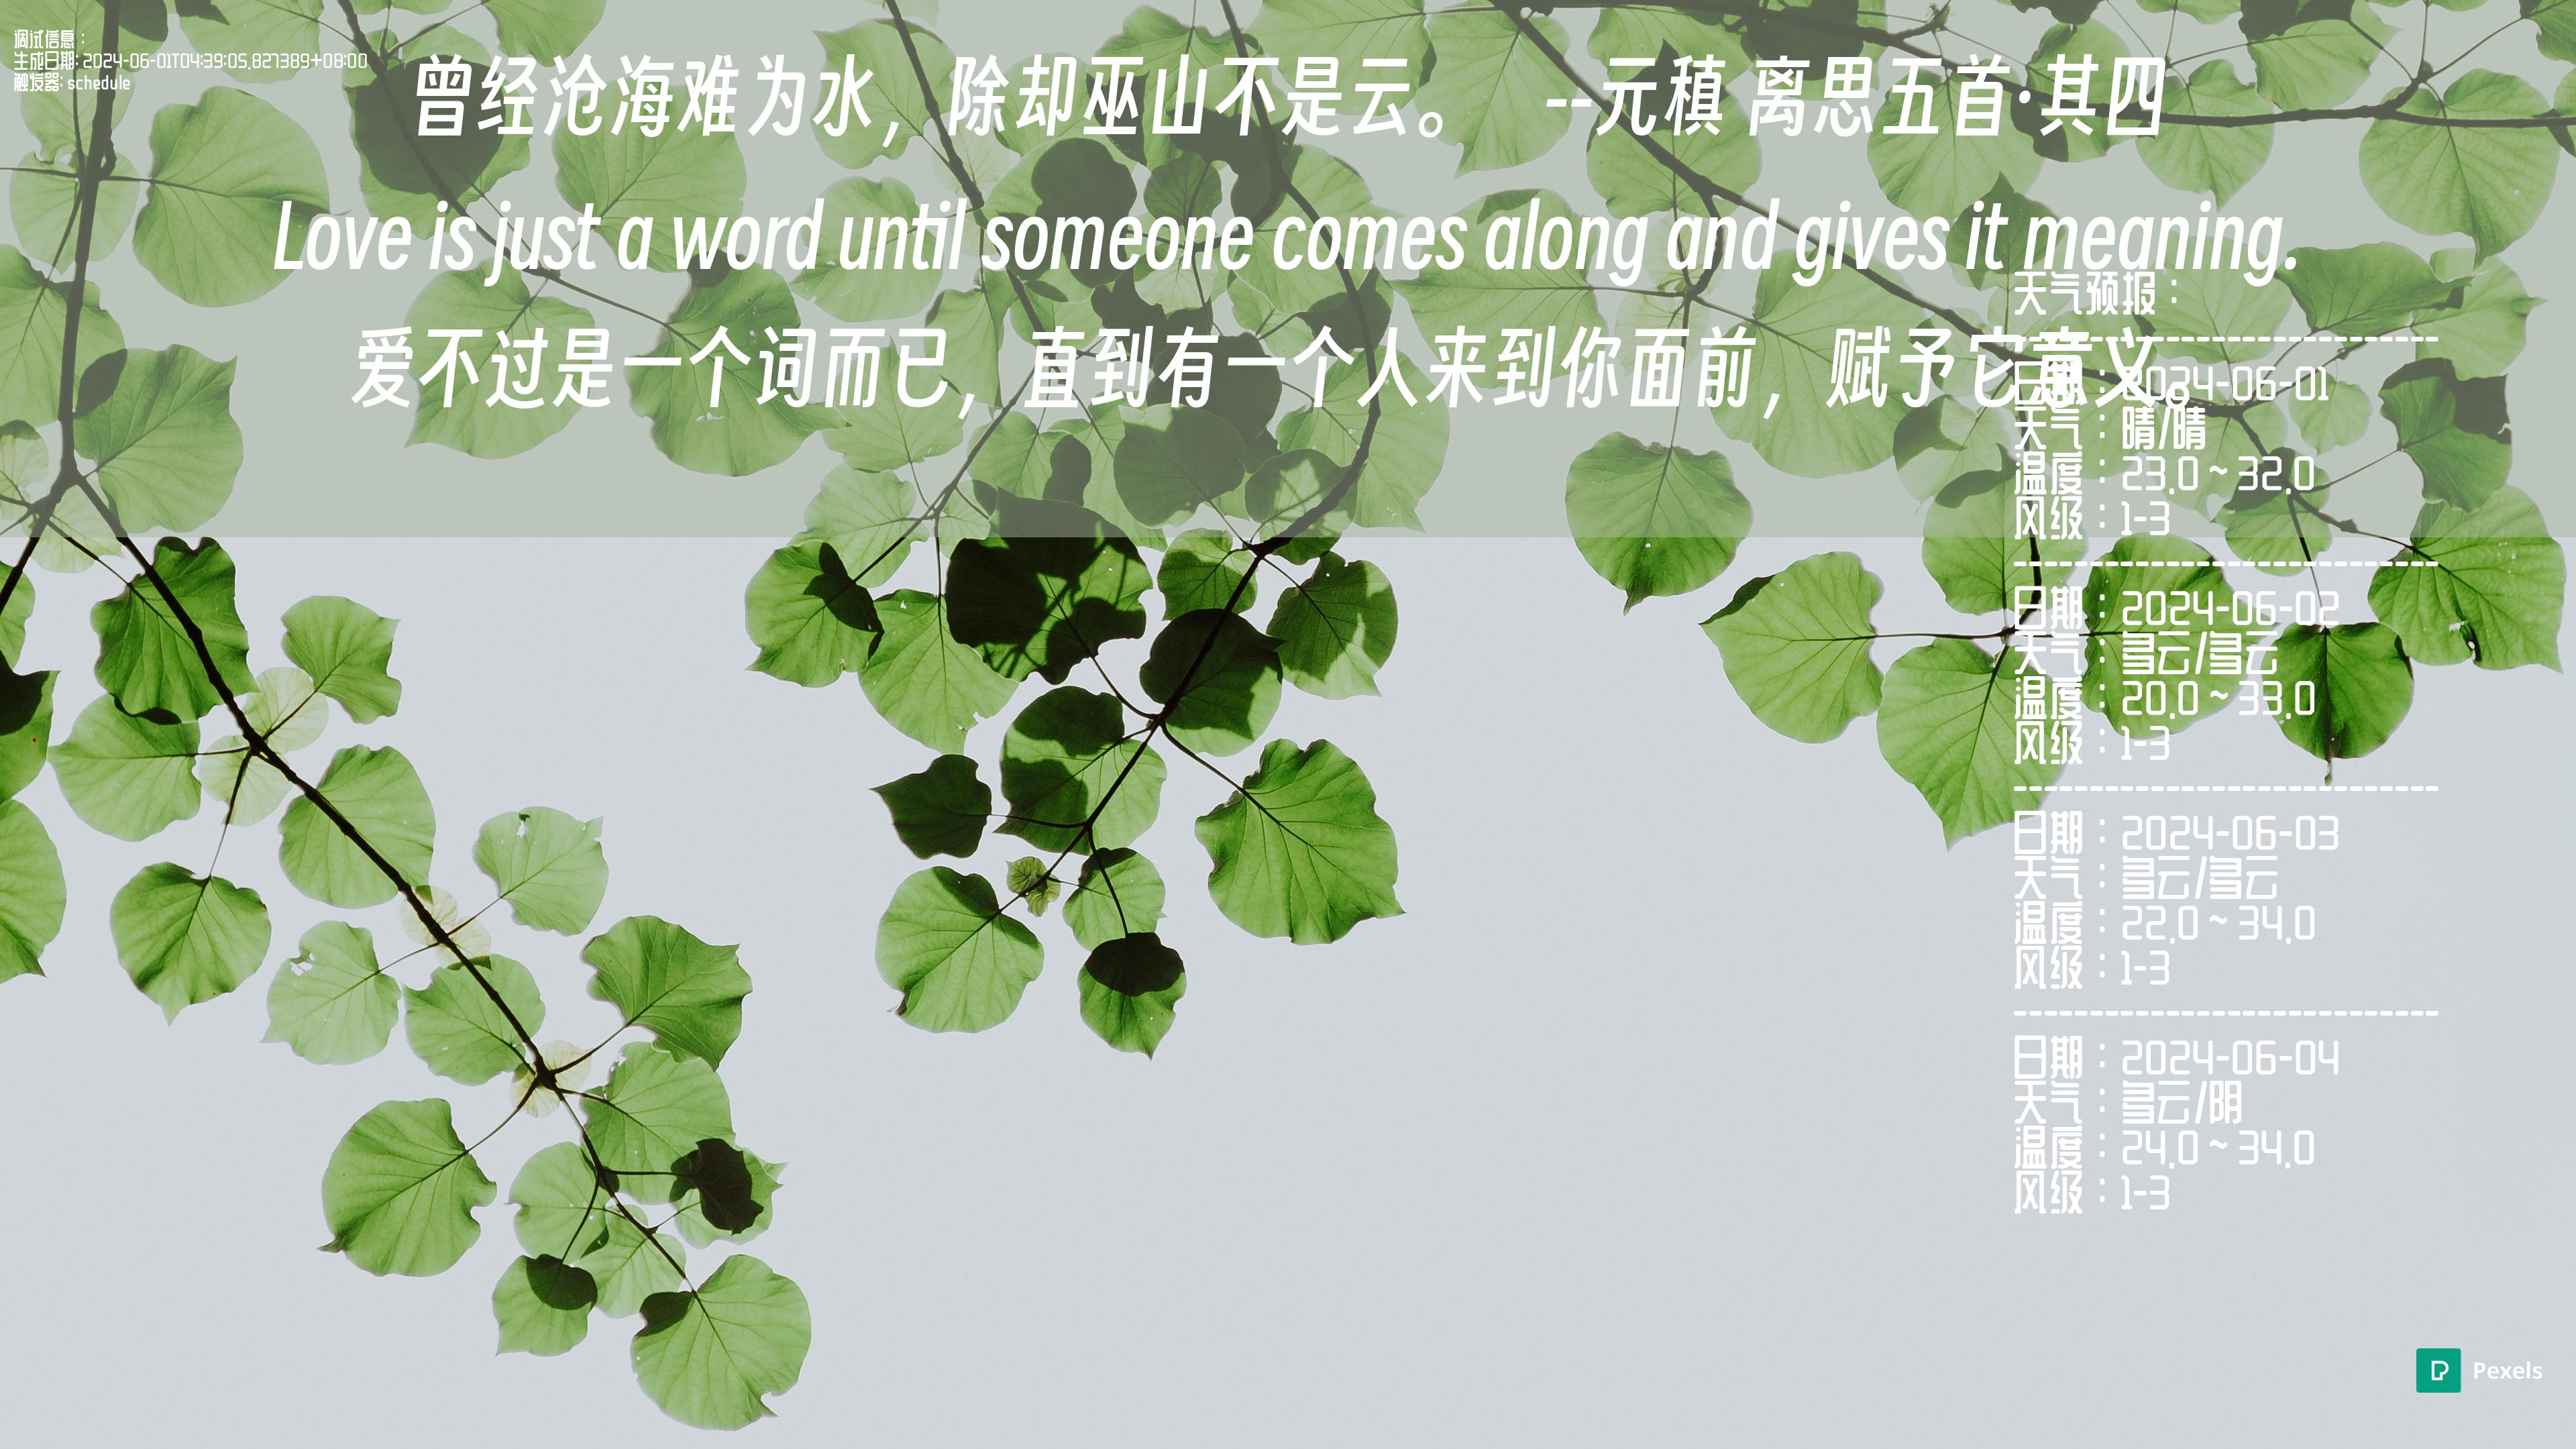 调试信息：
生成日期: 2024-06-01T04:39:05.827389+08:00
触发器: schedule
曾经沧海难为水，除却巫山不是云。 --元稹 离思五首·其四
Love is just a word until someone comes along and gives it meaning.
爱不过是一个词而已，直到有一个人来到你面前，赋予它意义。
天气预报：
------------------------------
日期：2024-06-01
天气：晴/晴
温度：23.0 ~ 32.0
风级：1-3
------------------------------
日期：2024-06-02
天气：多云/多云
温度：20.0 ~ 33.0
风级：1-3
------------------------------
日期：2024-06-03
天气：多云/多云
温度：22.0 ~ 34.0
风级：1-3
------------------------------
日期：2024-06-04
天气：多云/阴
温度：24.0 ~ 34.0
风级：1-3
Pexels